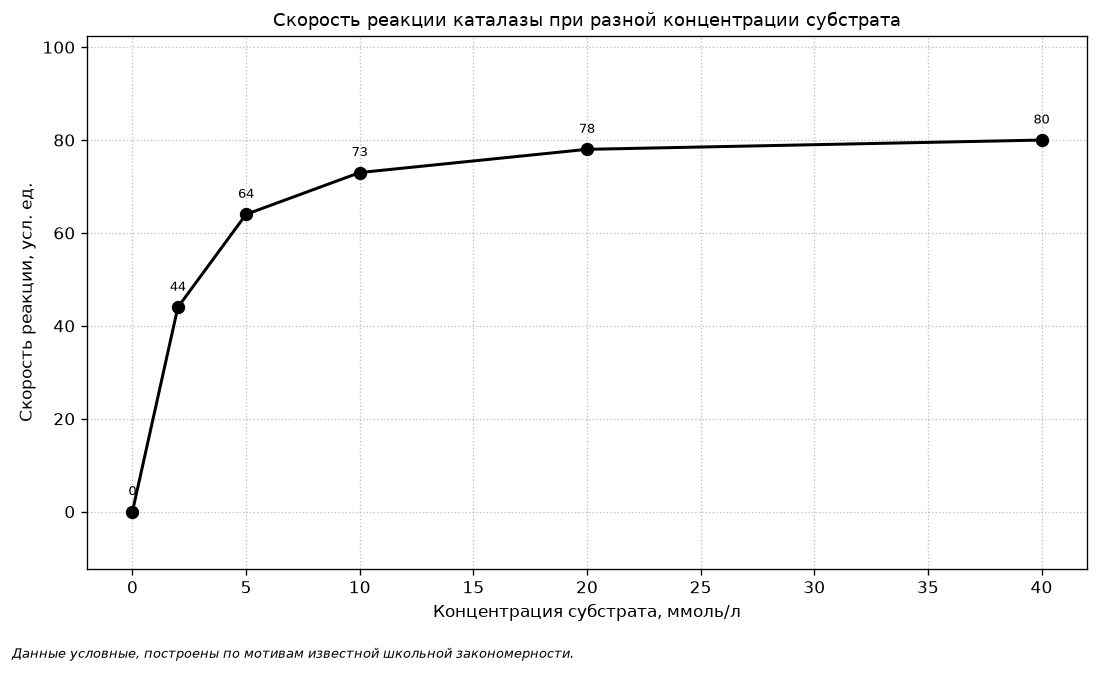 Скорость реакции каталазы при разной концентрации субстрата
100
80
60
40
20
0
Скорость реакции, усл. ед.
0
44
64
73
78
80
0 5 10 15 20 25 30 35 40
Концентрация субстрата, ммоль/л
Данные условные, построены по мотивам известной школьной закономерности.